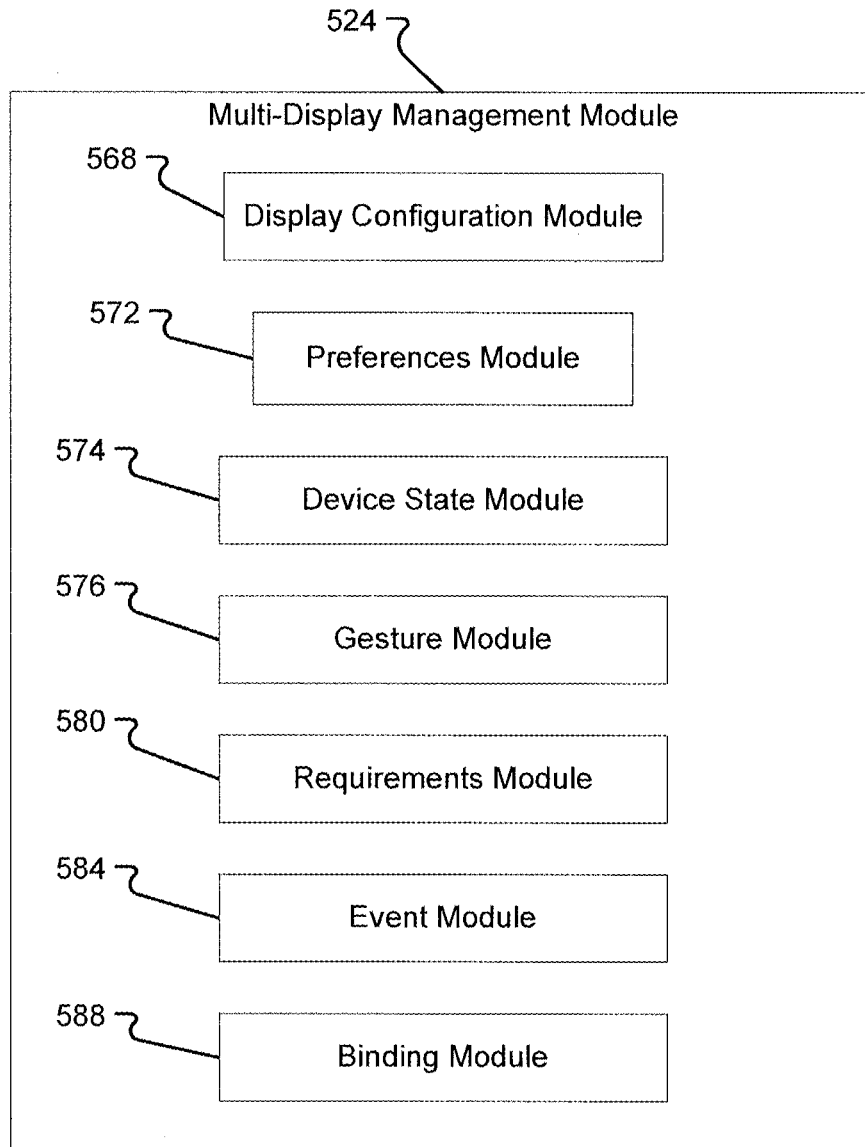 524
Multi-Display Management Module
568
Display Configuration Module
572
Preferences Module
574
Device State Module
576
Gesture Module
580
Requirements Module
584
Event Module
588
Binding Module